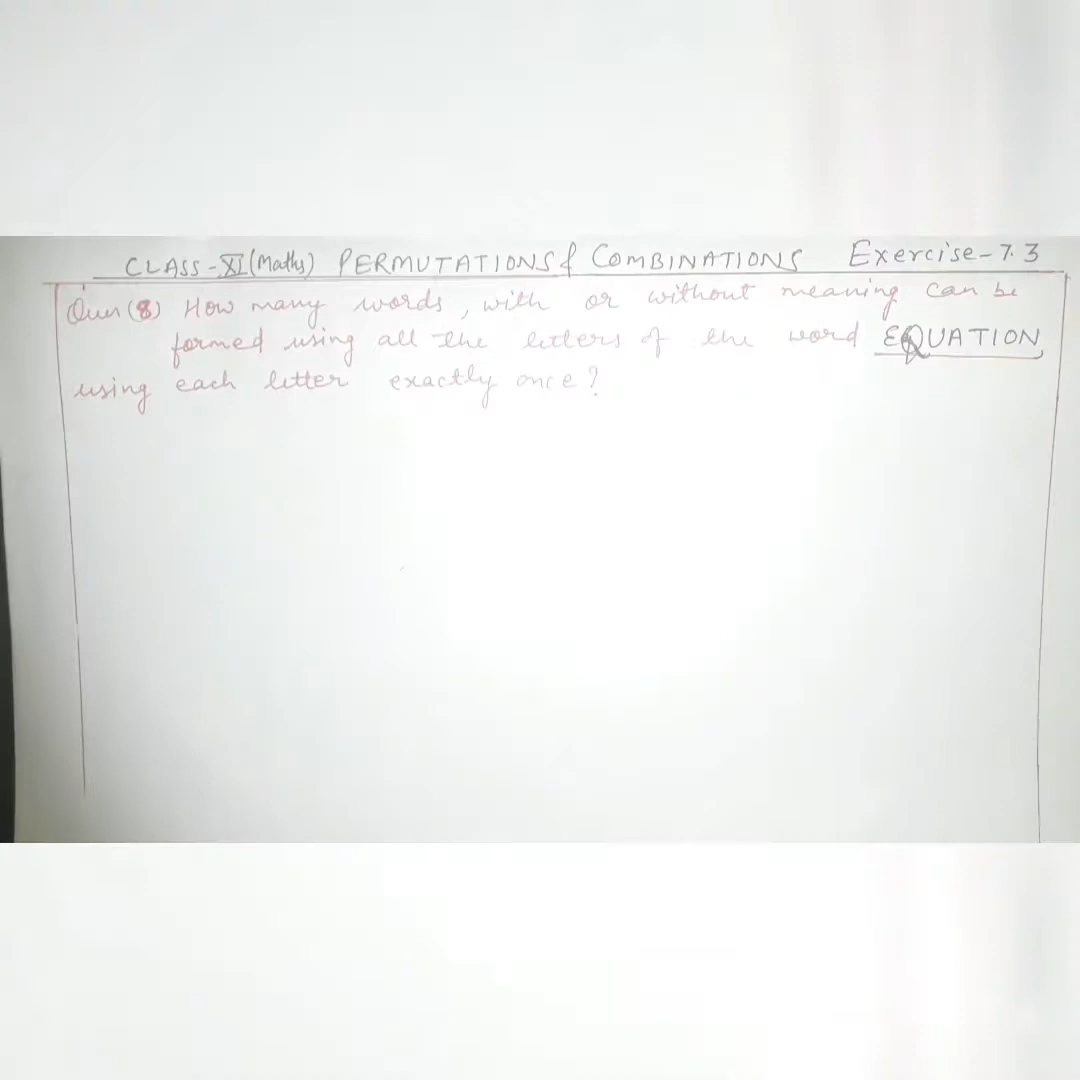 CLASS-XI (Maths) PERMUTATIONS & COMBINATIONS Exercise-7.3
Ques (8) How many words, with or without meaning can be
formed using all the letters of the word EQUATION,
using each letter exactly once?